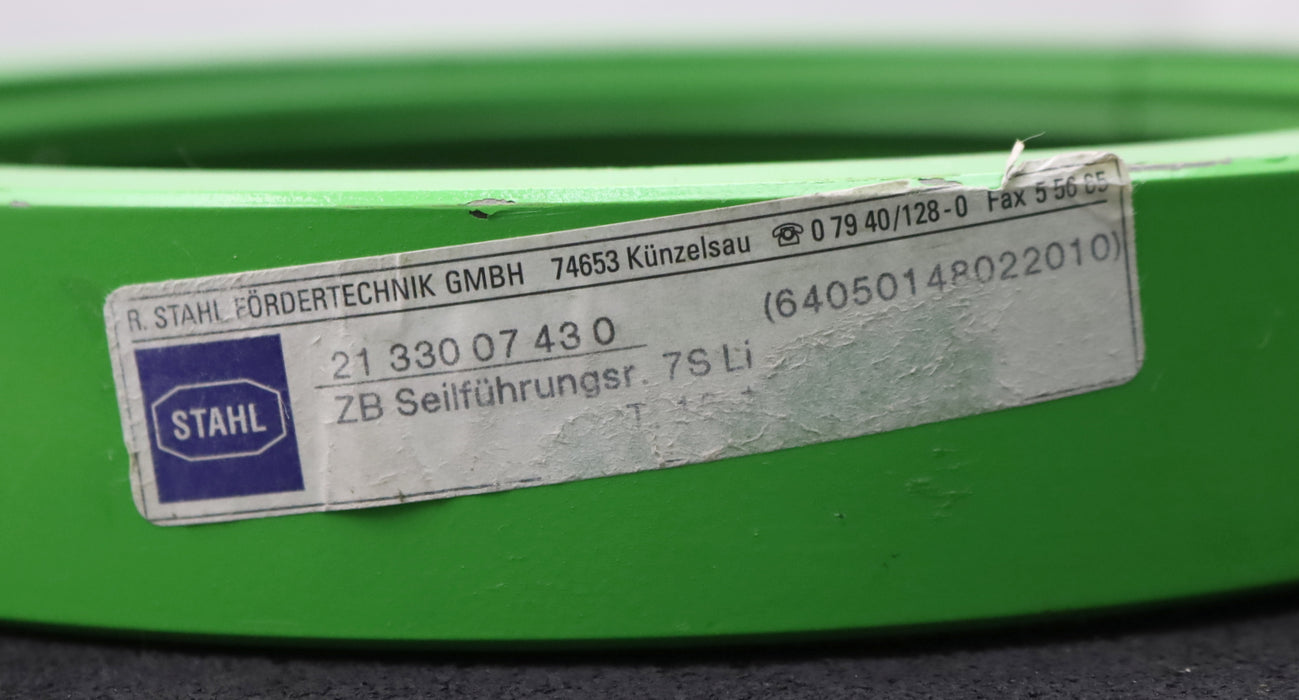 R. STAHL FÖRDERTECHNIK GMBH 74653 Künzelsau ☎ 0 79 40/128-0 Fax 5 56 65
21 330 07 43 0 (64050148022010)
ZB Seilführungsr. 7S Li
STAHL